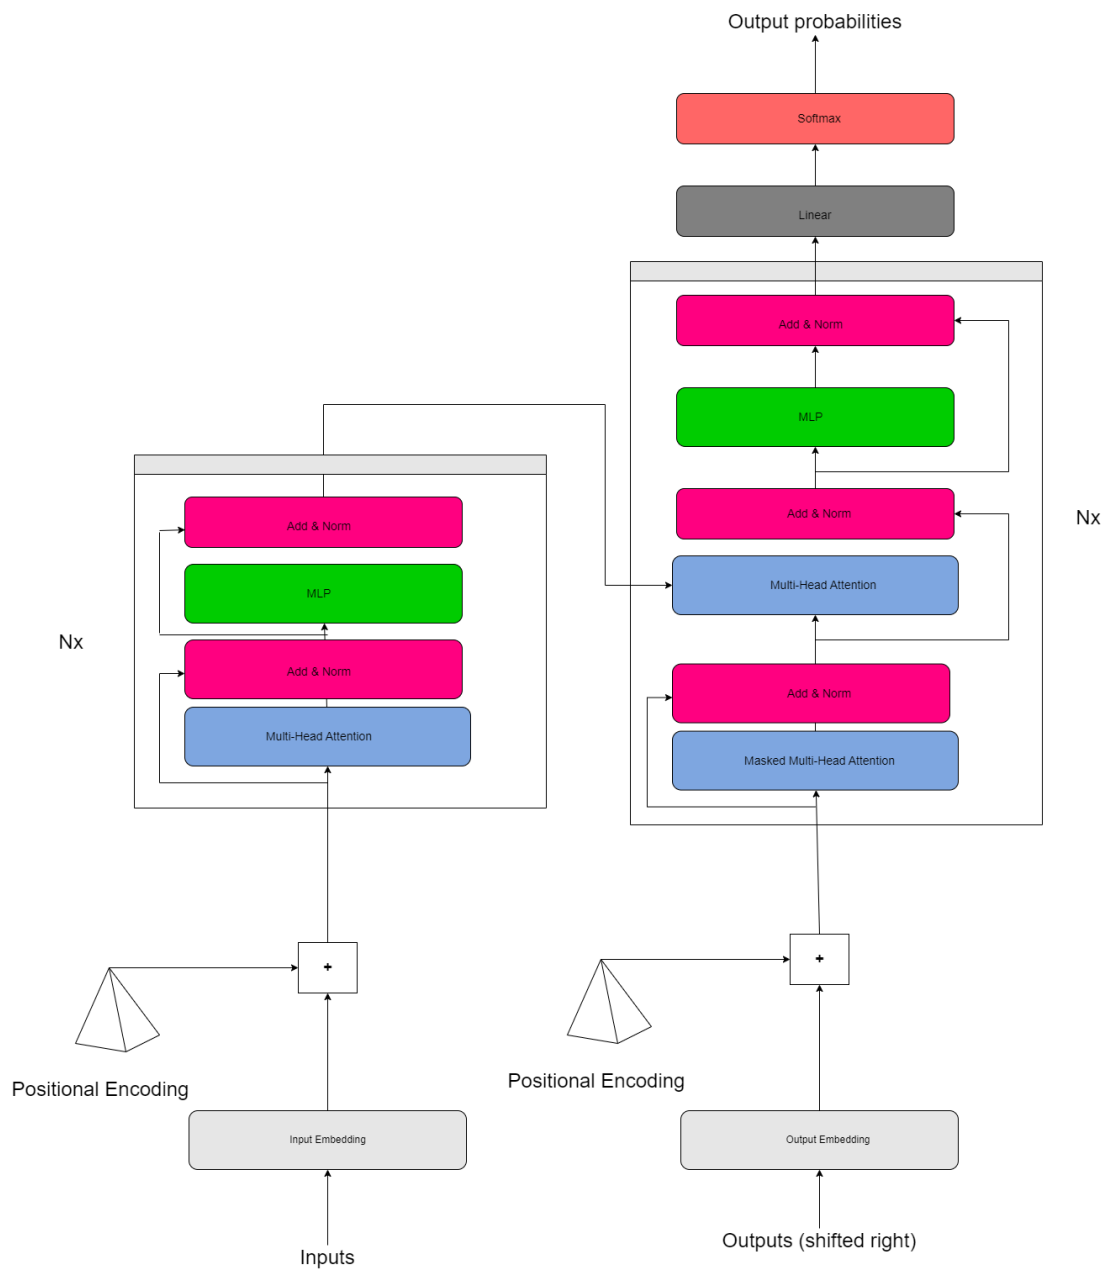 Output probabilities
Softmax
Linear
Add & Norm
MLP
Add & Norm
Nx
Multi-Head Attention
Add & Norm
Masked Multi-Head Attention
Add & Norm
MLP
Nx
Add & Norm
Multi-Head Attention
+
+
Positional Encoding
Positional Encoding
Input Embedding
Output Embedding
Inputs
Outputs (shifted right)